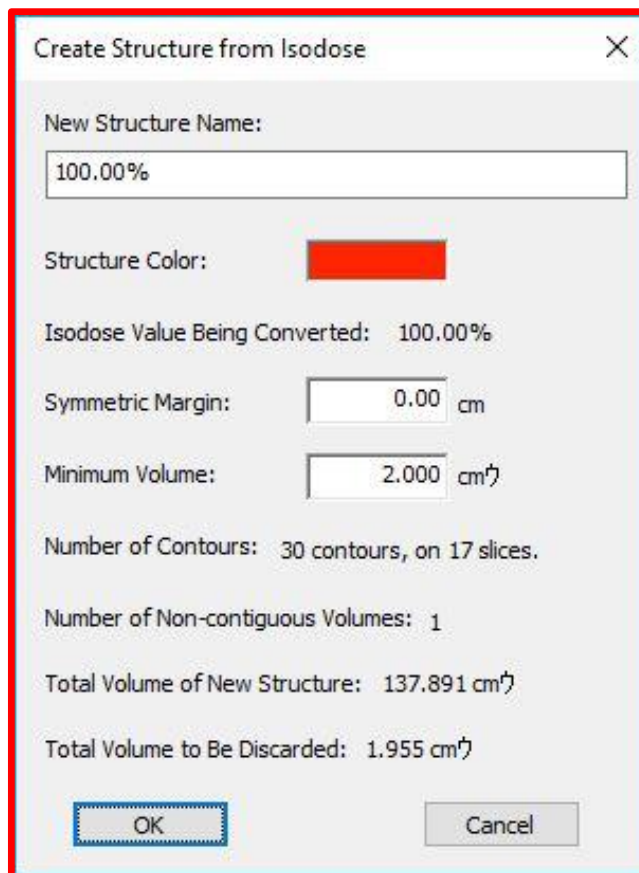 Create Structure from Isodose
New Structure Name:
100.00%
Structure Color:
Isodose Value Being Converted: 100.00%
Symmetric Margin: 0.00 cm
Minimum Volume: 2.000 cmｳ
Number of Contours: 30 contours, on 17 slices.
Number of Non-contiguous Volumes: 1
Total Volume of New Structure: 137.891 cmｳ
Total Volume to Be Discarded: 1.955 cmｳ
OK Cancel